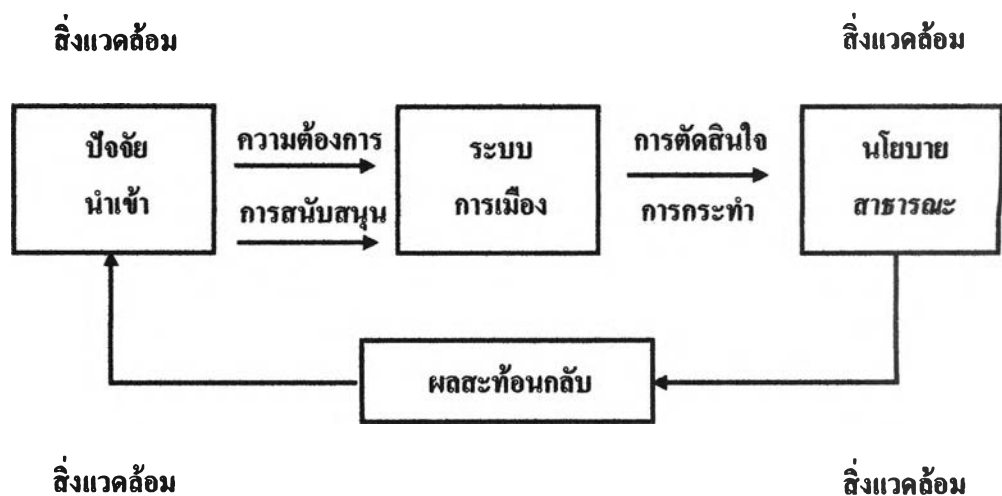 สิ่งแวดล้อม
สิ่งแวดล้อม
ปัจจัย
นำเข้า
ความต้องการ
การสนับสนุน
ระบบ
การเมือง
การตัดสินใจ
การกระทำ
นโยบาย
สาธารณะ
ผลสะท้อนกลับ
สิ่งแวดล้อม
สิ่งแวดล้อม